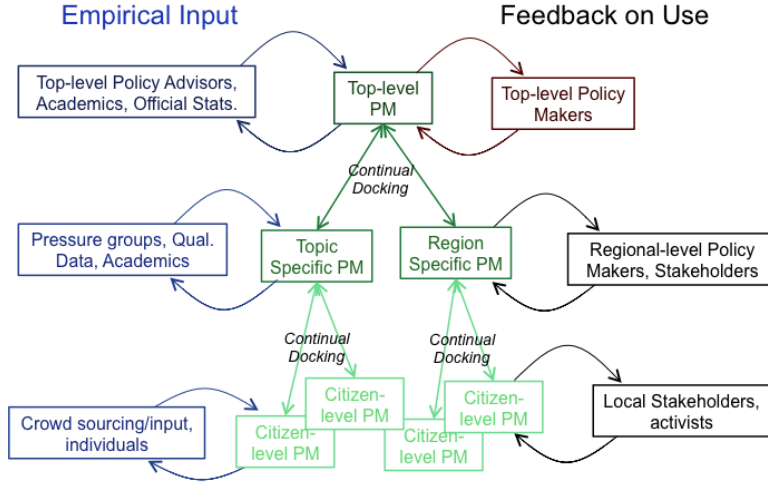 Empirical Input
Feedback on Use
Top-level Policy Advisors,
Academics, Official Stats.
Top-level
PM
Top-level Policy
Makers
Continual
Docking
Pressure groups, Qual.
Data, Academics
Topic
Specific PM
Region
Specific PM
Regional-level Policy
Makers, Stakeholders
Continual
Docking
Continual
Docking
Citizen-
level PM
Citizen-
level PM
Crowd sourcing/input,
individuals
Citizen-
level PM
Citizen-
level PM
Local Stakeholders,
activists